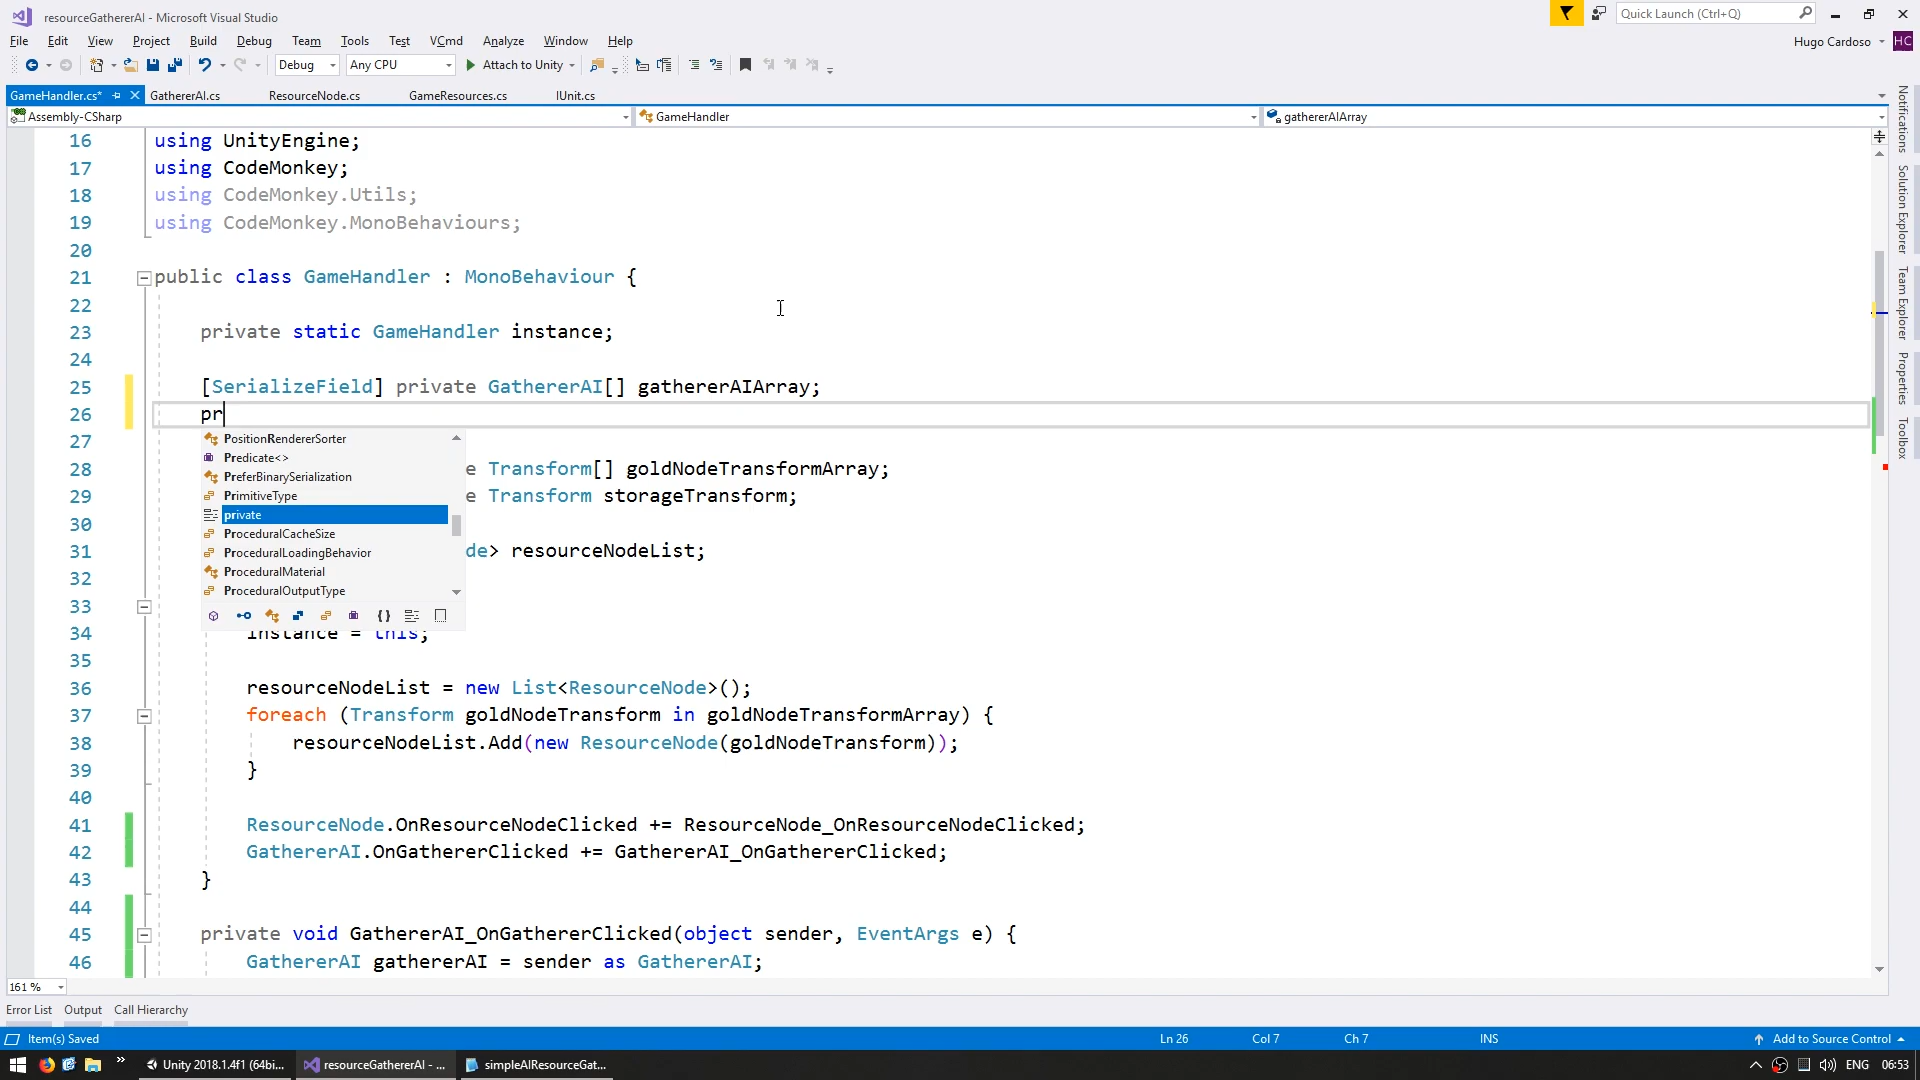 resourceGathererAI - Microsoft Visual Studio
Quick Launch (Ctrl+Q)
File Edit View Project Build Debug Team Tools Test VCmd Analyze Window Help
Hugo Cardoso HC
Debug Any CPU Attach to Unity
GameHandler.cs* GathererAI.cs ResourceNode.cs GameResources.cs IUnit.cs
Assembly-CSharp GameHandler gathererAIArray
16 using UnityEngine;
17 using CodeMonkey;
18 using CodeMonkey.Utils;
19 using CodeMonkey.MonoBehaviours;
20
21 public class GameHandler : MonoBehaviour {
22
23 private static GameHandler instance;
24
25 [SerializeField] private GathererAI[] gathererAIArray;
26 pr
27
PositionRendererSorter
Predicate<>
28 e Transform[] goldNodeTransformArray;
PreferBinarySerialization
29 e Transform storageTransform;
PrimitiveType
30
private
ProceduralCacheSize
31 de> resourceNodeList;
ProceduralLoadingBehavior
32
ProceduralMaterial
ProceduralOutputType
33
34 instance = this;
35
36 resourceNodeList = new List<ResourceNode>();
37 foreach (Transform goldNodeTransform in goldNodeTransformArray) {
38 resourceNodeList.Add(new ResourceNode(goldNodeTransform));
39 }
40
41 ResourceNode.OnResourceNodeClicked += ResourceNode_OnResourceNodeClicked;
42 GathererAI.OnGathererClicked += GathererAI_OnGathererClicked;
43 }
44
45 private void GathererAI_OnGathererClicked(object sender, EventArgs e) {
46 GathererAI gathererAI = sender as GathererAI;
161 %
Error List Output Call Hierarchy
Item(s) Saved Ln 26 Col 7 Ch 7 INS Add to Source Control
Unity 2018.1.4f1 (64bi... resourceGathererAI - ... simpleAIResourceGat... ENG 06:53
Notifications
Solution Explorer
Team Explorer
Properties
Toolbox